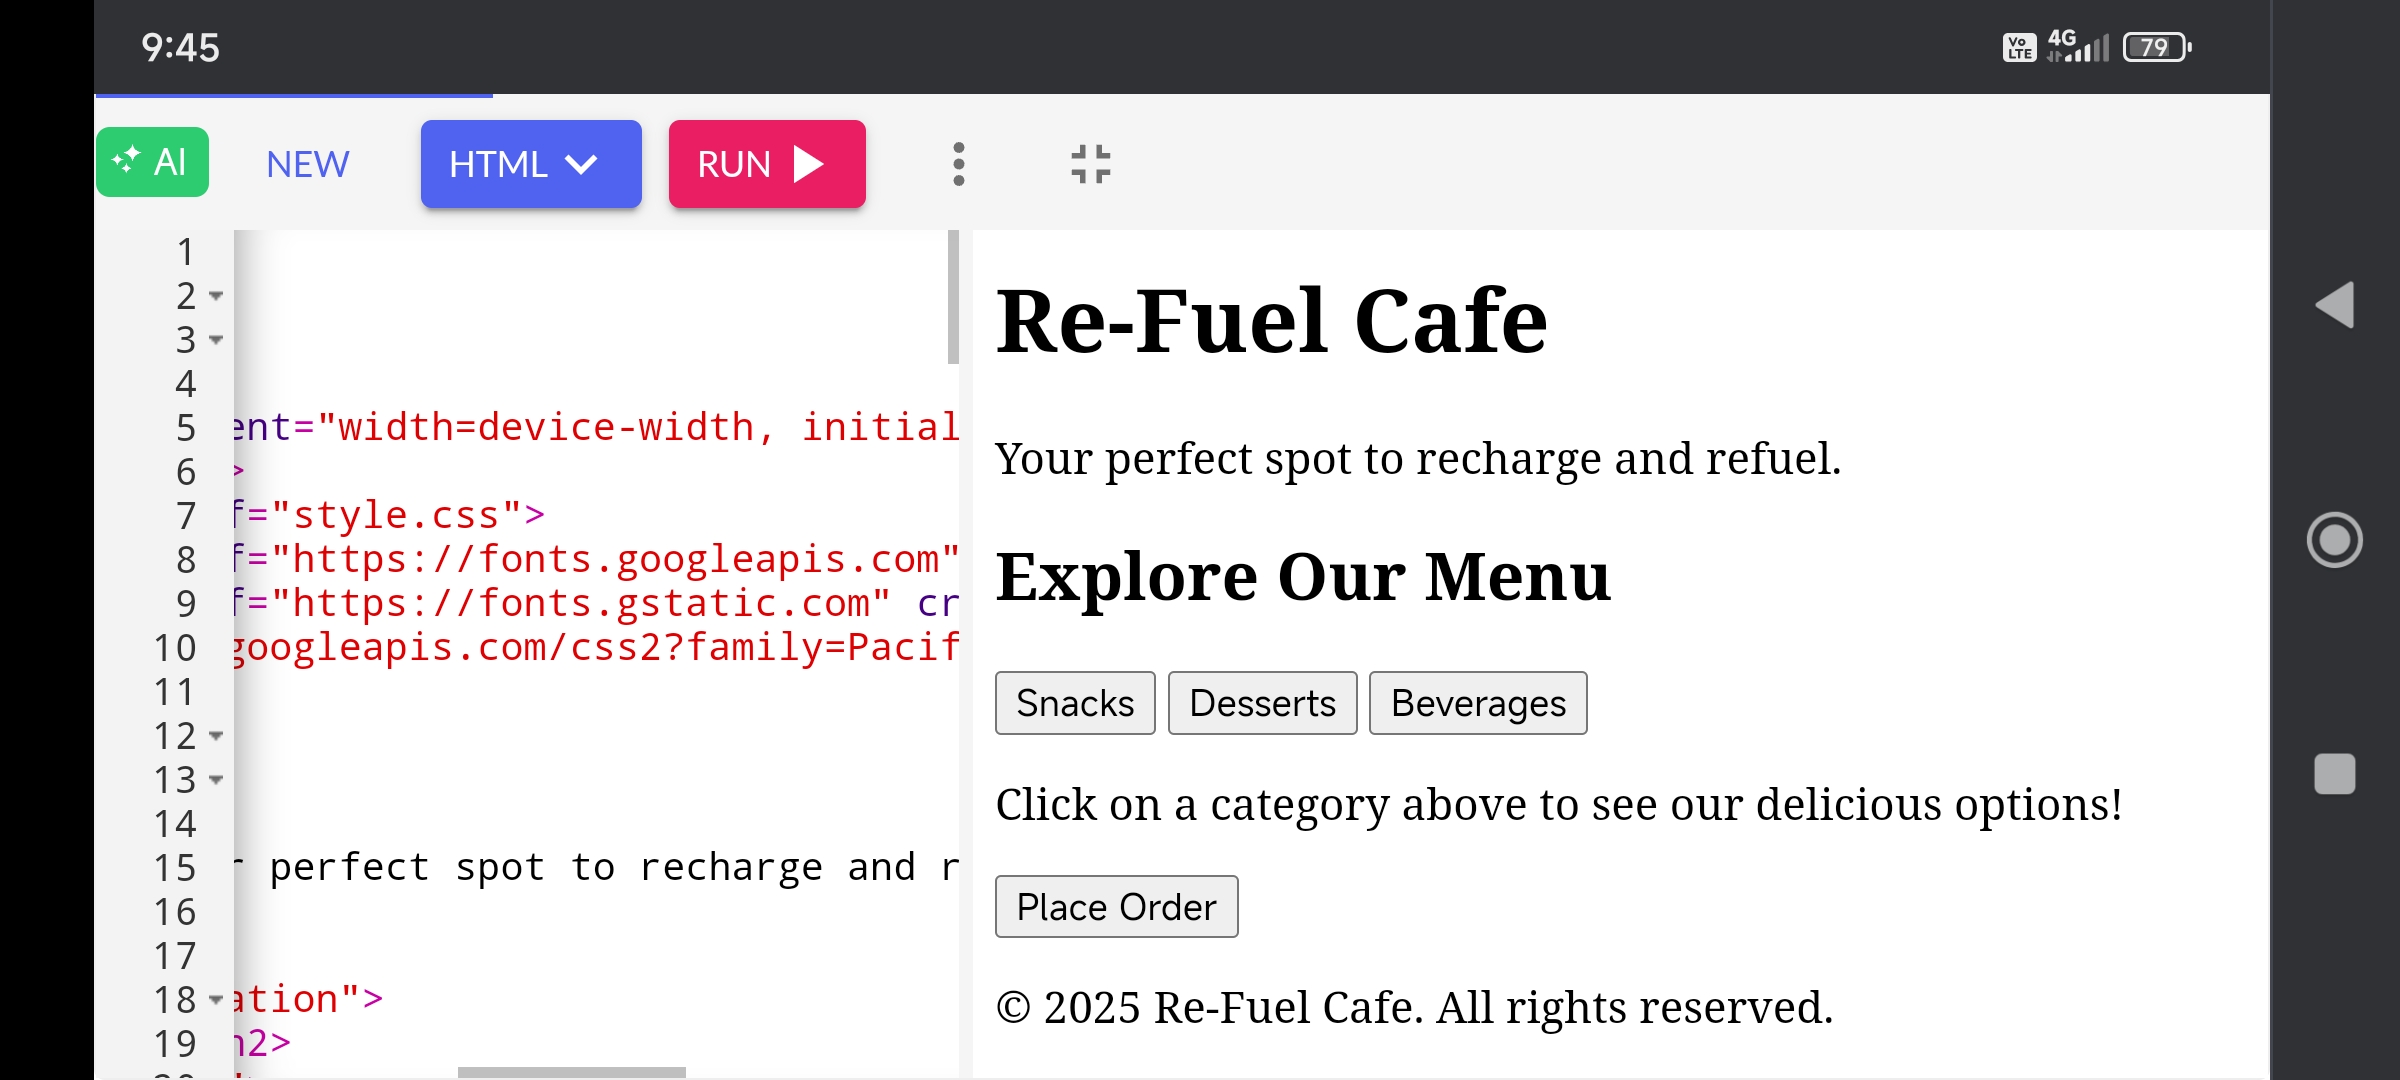 9:45
Vo LTE 4G 79
AI NEW HTML RUN
1
2
3
4
5 ent="width=device-width, initial
6 >
7 f="style.css">
8 f="https://fonts.googleapis.com"
9 f="https://fonts.gstatic.com" cr
10 googleapis.com/css2?family=Pacif
11
12
13
14
15 r perfect spot to recharge and r
16
17
18 ation">
19 h2>
Re-Fuel Cafe
Your perfect spot to recharge and refuel.
Explore Our Menu
Snacks Desserts Beverages
Click on a category above to see our delicious options!
Place Order
© 2025 Re-Fuel Cafe. All rights reserved.